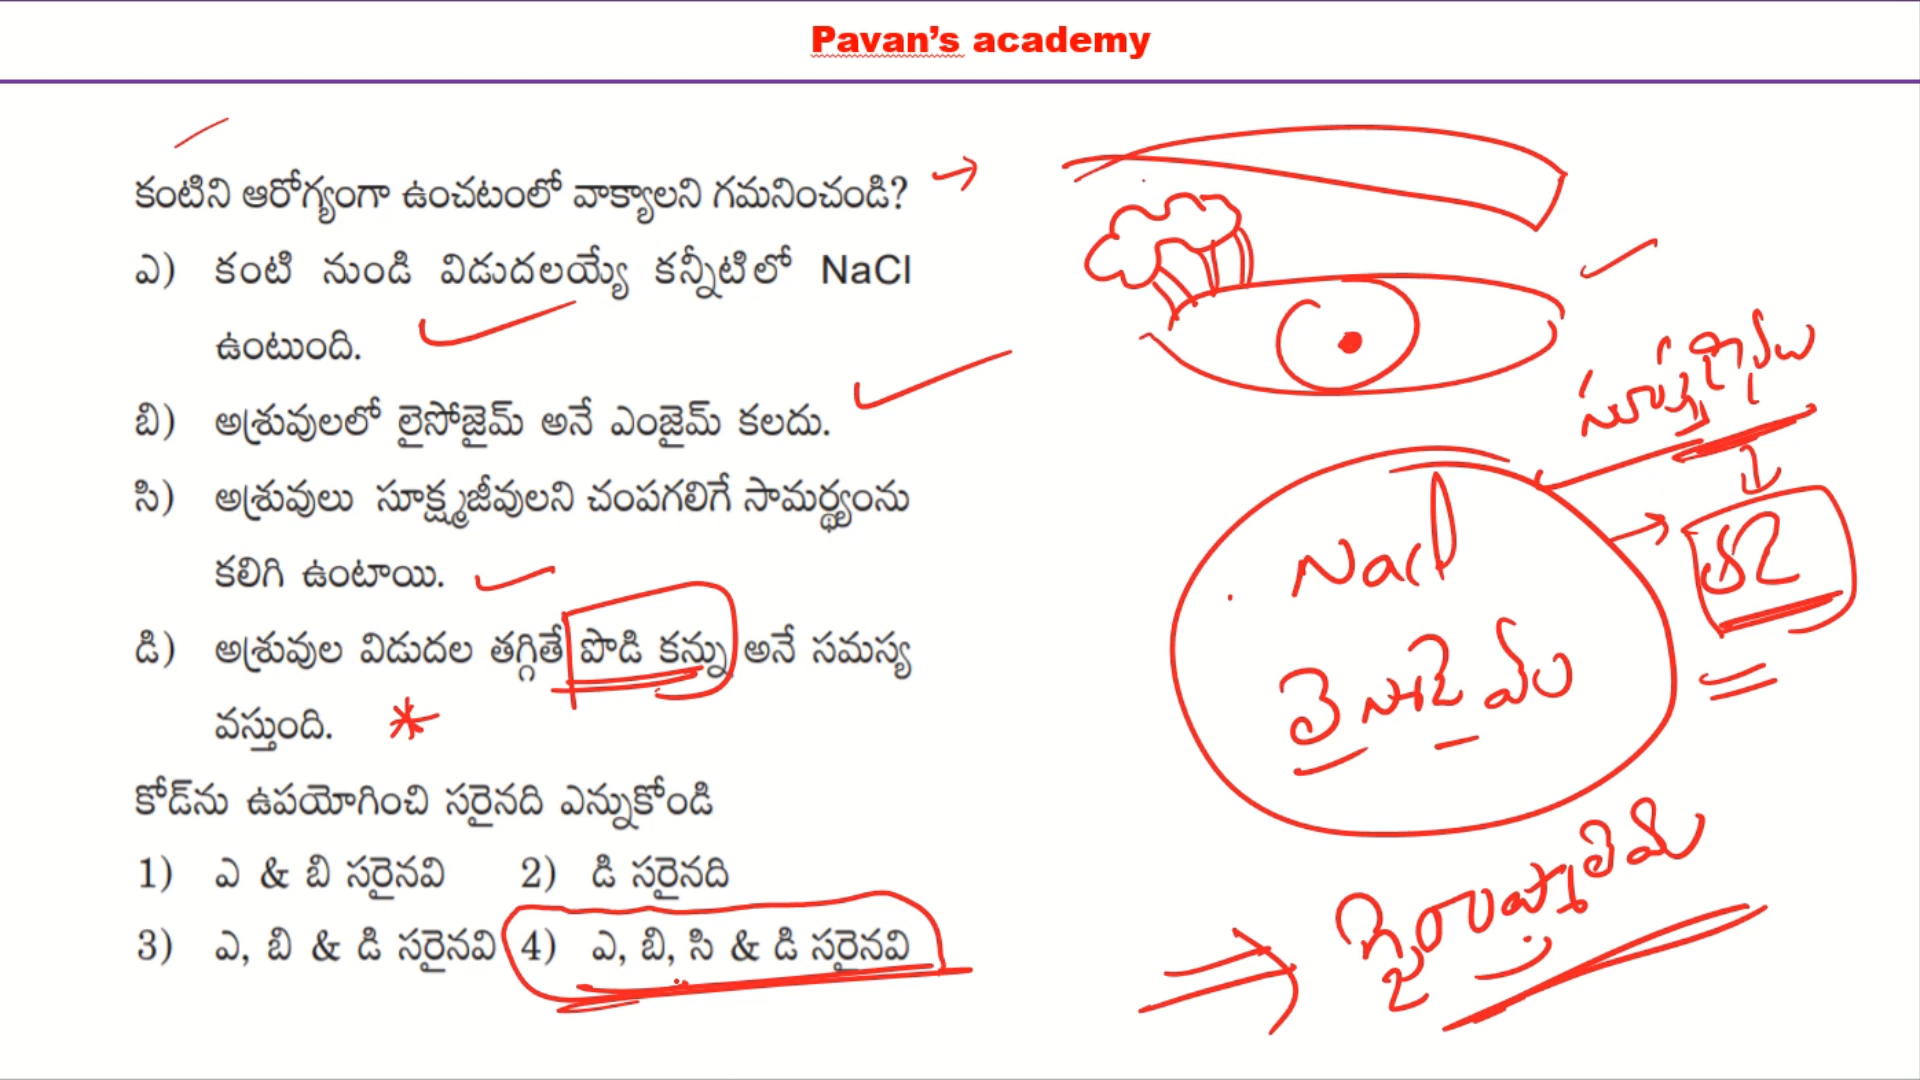 Pavan’s academy
కంటిని ఆరోగ్యంగా ఉంచటంలో వాక్యాలని గమనించండి?
ఎ) కంటి నుండి విడుదలయ్యే కన్నీటిలో NaCl
ఉంటుంది.
బి) అశ్రువులలో లైసోజైమ్ అనే ఎంజైమ్ కలదు.
సి) అశ్రువులు సూక్ష్మజీవులని చంపగలిగే సామర్థ్యంను
కలిగి ఉంటాయి.
డి) అశ్రువుల విడుదల తగ్గితే పొడి కన్ను అనే సమస్య
వస్తుంది.
కోడ్‌ను ఉపయోగించి సరైనది ఎన్నుకోండి
1) ఎ & బి సరైనవి 2) డి సరైనది
3) ఎ, బి & డి సరైనవి 4) ఎ, బి, సి & డి సరైనవి
Nacl